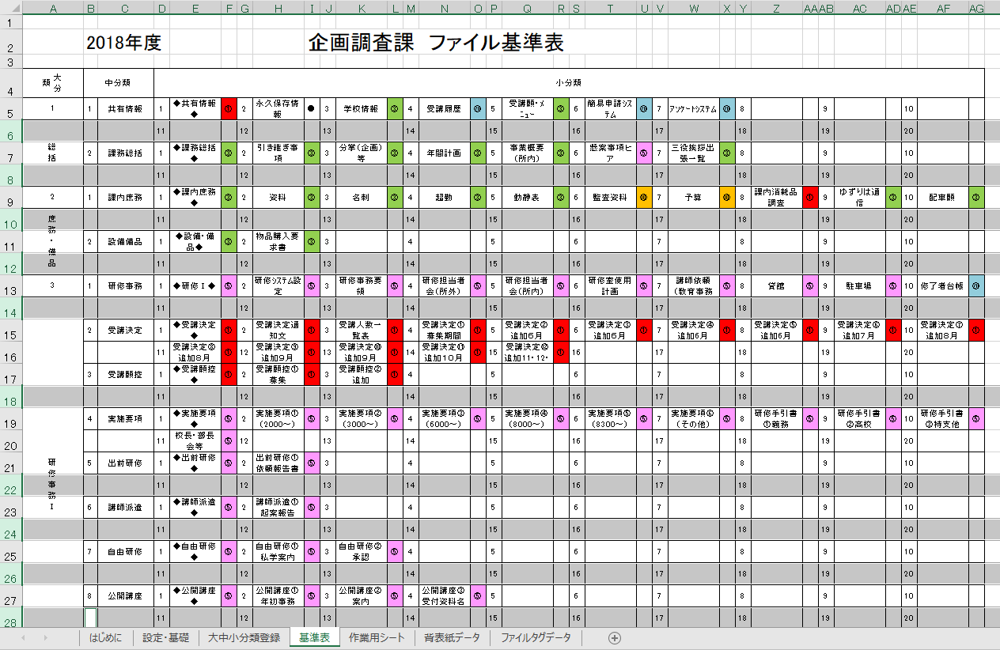 A B C D E F G H I J K L M N O P Q R S T U V W X Y Z AA AB AC AD AE AF AG
1
2 2018年度 企画調査課 ファイル基準表
3
4 大分類 中分類 小分類
5 1 1 共有情報 1 ◆共有情報◆ ① 2 永久保存情報 ● 3 学校情報 ③ 4 受講履歴 ⑳ 5 受講願・メニュー ③ 6 簡易申請システム ⑳ 7 アンケートシステム ⑳ 8 9 10
6 11 12 13 14 15 16 17 18 19 20
7 総括 2 課務総括 1 ◆課務総括◆ ③ 2 引き継ぎ事項 ③ 3 分掌(企画)等 ③ 4 年間計画 ③ 5 事業概要(所内) ③ 6 懸案事項ヒア ⑤ 7 三役挨拶出張一覧 ③ 8 9 10
8 11 12 13 14 15 16 17 18 19 20
9 2 1 課内庶務 1 ◆課内庶務◆ ③ 2 資料 ③ 3 名刺 ③ 4 超勤 ③ 5 動静表 ③ 6 監査資料 ⑩ 7 予算 ⑩ 8 課内消耗品調査 ① 9 ゆずりは通信 ③ 10 配車願 ③
10 庶務・備品 11 12 13 14 15 16 17 18 19 20
11 2 設備備品 1 ◆設備・備品◆ ③ 2 物品購入要求書 ③ 3 4 5 6 7 8 9 10
12 11 12 13 14 15 16 17 18 19 20
13 3 1 研修事務 1 ◆研修Ⅰ◆ ⑤ 2 研修システム設定 ⑤ 3 研修事務要領 ⑤ 4 研修担当者会(所外) ⑤ 5 研修担当者会(所内) ⑤ 6 研修室使用計画 ⑤ 7 講師依頼(教育事務 ⑤ 8 貸館 ⑤ 9 駐車場 ⑤ 10 修了者台帳 ⑳
14 11 12 13 14 15 16 17 18 19 20
15 2 受講決定 1 ◆受講決定◆ ① 2 受講決定通知文 ① 3 受講人数一覧表 ① 4 受講決定①募集期間 ① 5 受講決定②追加5月 ① 6 受講決定③追加5月 ① 7 受講決定④追加6月 ① 8 受講決定⑤追加6月 ① 9 受講決定⑥追加7月 ① 10 受講決定⑦追加8月 ①
16 11 受講決定⑧追加8月 ① 12 受講決定⑨追加9月 ① 13 受講決定⑩追加9月 ① 14 受講決定⑪追加10月 ① 15 受講決定⑫追加11・12・ ① 16 17 18 19 20
17 3 受講願控 1 ◆受講願控◆ ① 2 受講願控①募集 ① 3 受講願控②追加 ① 4 5 6 7 8 9 10
18 11 12 13 14 15 16 17 18 19 20
19 4 実施要項 1 ◆実施要項◆ ⑤ 2 実施要項①(2000～) ⑤ 3 実施要項②(3000～) ⑤ 4 実施要項③(6000～) ⑤ 5 実施要項④(8000～) ⑤ 6 実施要項⑤(8300～) ⑤ 7 実施要項⑥(その他) ⑤ 8 研修手引書①義務 ⑤ 9 研修手引書②高校 ⑤ 10 研修手引書③特支他 ⑤
20 11 校長・部長会等 ⑤ 12 13 14 15 16 17 18 19 20
21 研修事務Ⅰ 5 出前研修 1 ◆出前研修◆ ⑤ 2 出前研修①依頼報告書 ⑤ 3 4 5 6 7 8 9 10
22 11 12 13 14 15 16 17 18 19 20
23 6 講師派遣 1 ◆講師派遣◆ ⑤ 2 講師派遣①起案報告 ⑤ 3 4 5 6 7 8 9 10
24 11 12 13 14 15 16 17 18 19 20
25 7 自由研修 1 ◆自由研修◆ ⑤ 2 自由研修①私学案内 ⑤ 3 自由研修②承認 ⑤ 4 5 6 7 8 9 10
26 11 12 13 14 15 16 17 18 19 20
27 8 公開講座 1 ◆公開講座◆ ⑤ 2 公開講座①年初事務 ⑤ 3 公開講座②案内 ⑤ 4 公開講座③受付資料名 ⑤ 5 6 7 8 9 10
28 11 12 13 14 15 16 17 18 19 20
はじめに 設定・基礎 大中小分類登録 基準表 作業用シート 背表紙データ ファイルタグデータ